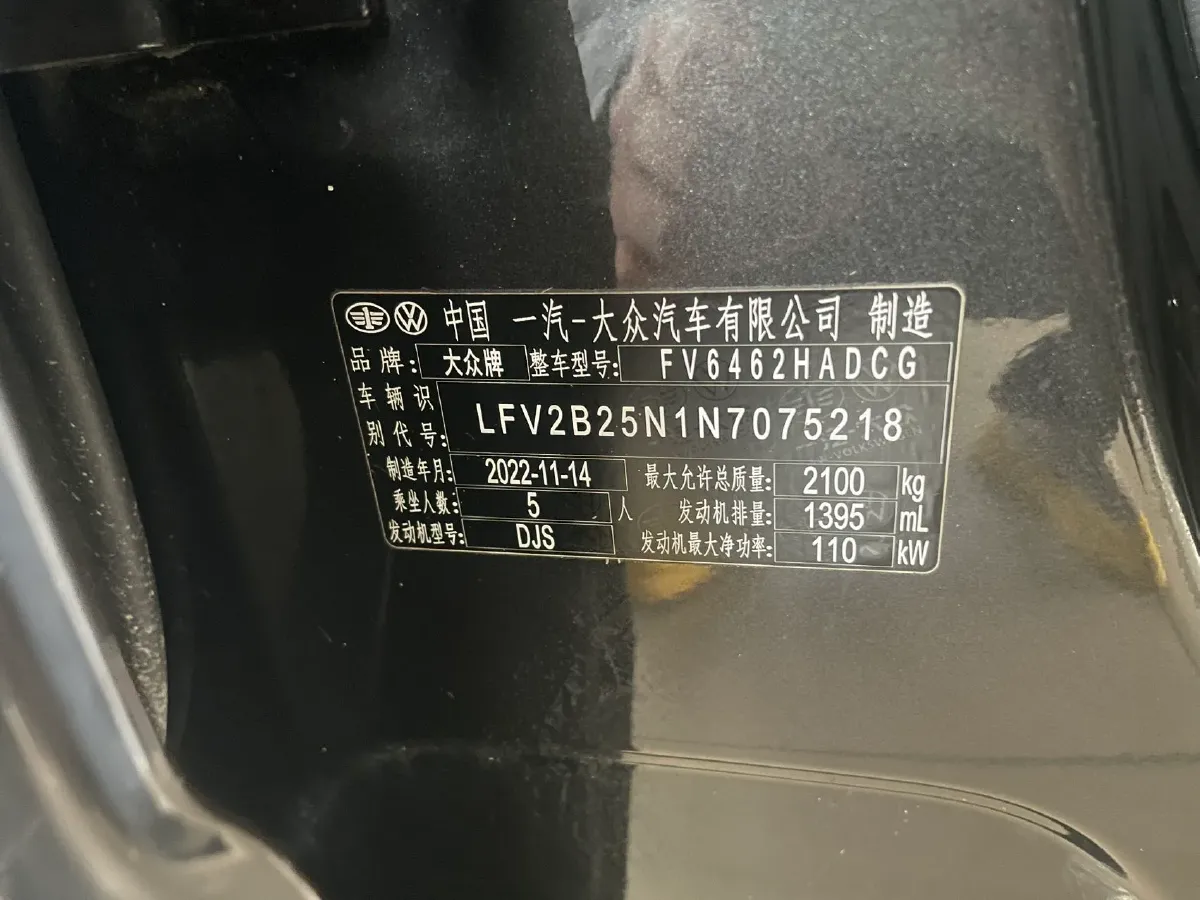 中国 一汽-大众汽车有限公司 制造
品牌: 大众牌 整车型号: FV6462HADCG
车辆识别代号: LFV2B25N1N7075218
制造年月: 2022-11-14 最大允许总质量: 2100 kg
乘坐人数: 5 人 发动机排量: 1395 mL
发动机型号: DJS 发动机最大净功率: 110 kW